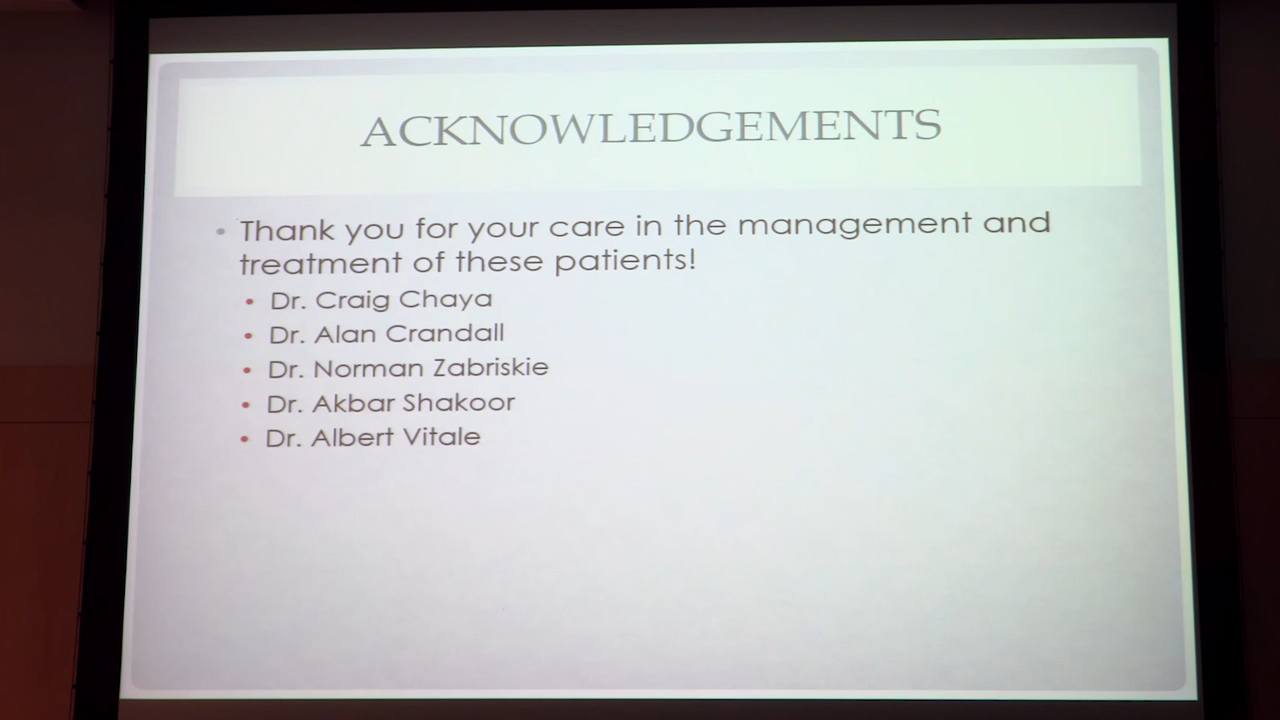 ACKNOWLEDGEMENTS
• Thank you for your care in the management and
treatment of these patients!
• Dr. Craig Chaya
• Dr. Alan Crandall
• Dr. Norman Zabriskie
• Dr. Akbar Shakoor
• Dr. Albert Vitale